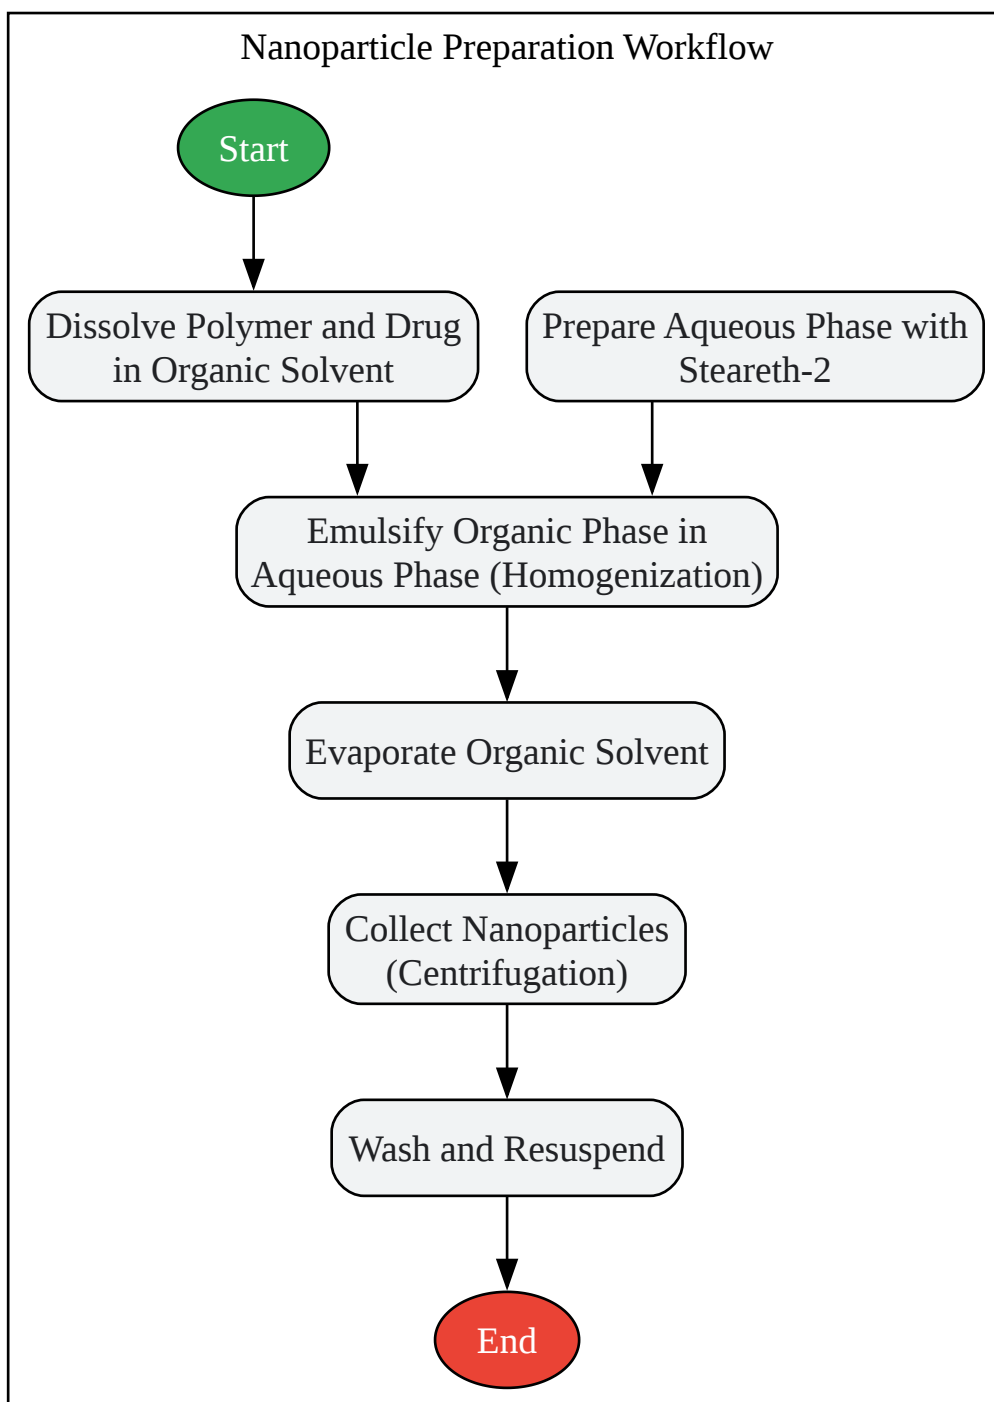 Nanoparticle Preparation Workflow
Start
Dissolve Polymer and Drug
in Organic Solvent
Prepare Aqueous Phase with
Steareth-2
Emulsify Organic Phase in
Aqueous Phase (Homogenization)
Evaporate Organic Solvent
Collect Nanoparticles
(Centrifugation)
Wash and Resuspend
End